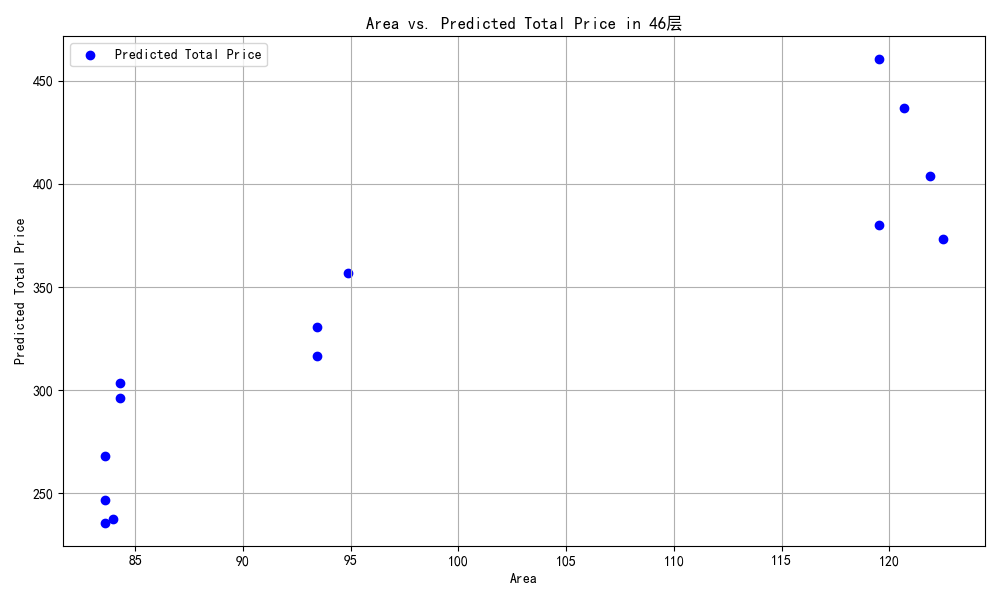 Area vs. Predicted Total Price in 46层
Predicted Total Price
Predicted Total Price
450
400
350
300
250
85 90 95 100 105 110 115 120
Area